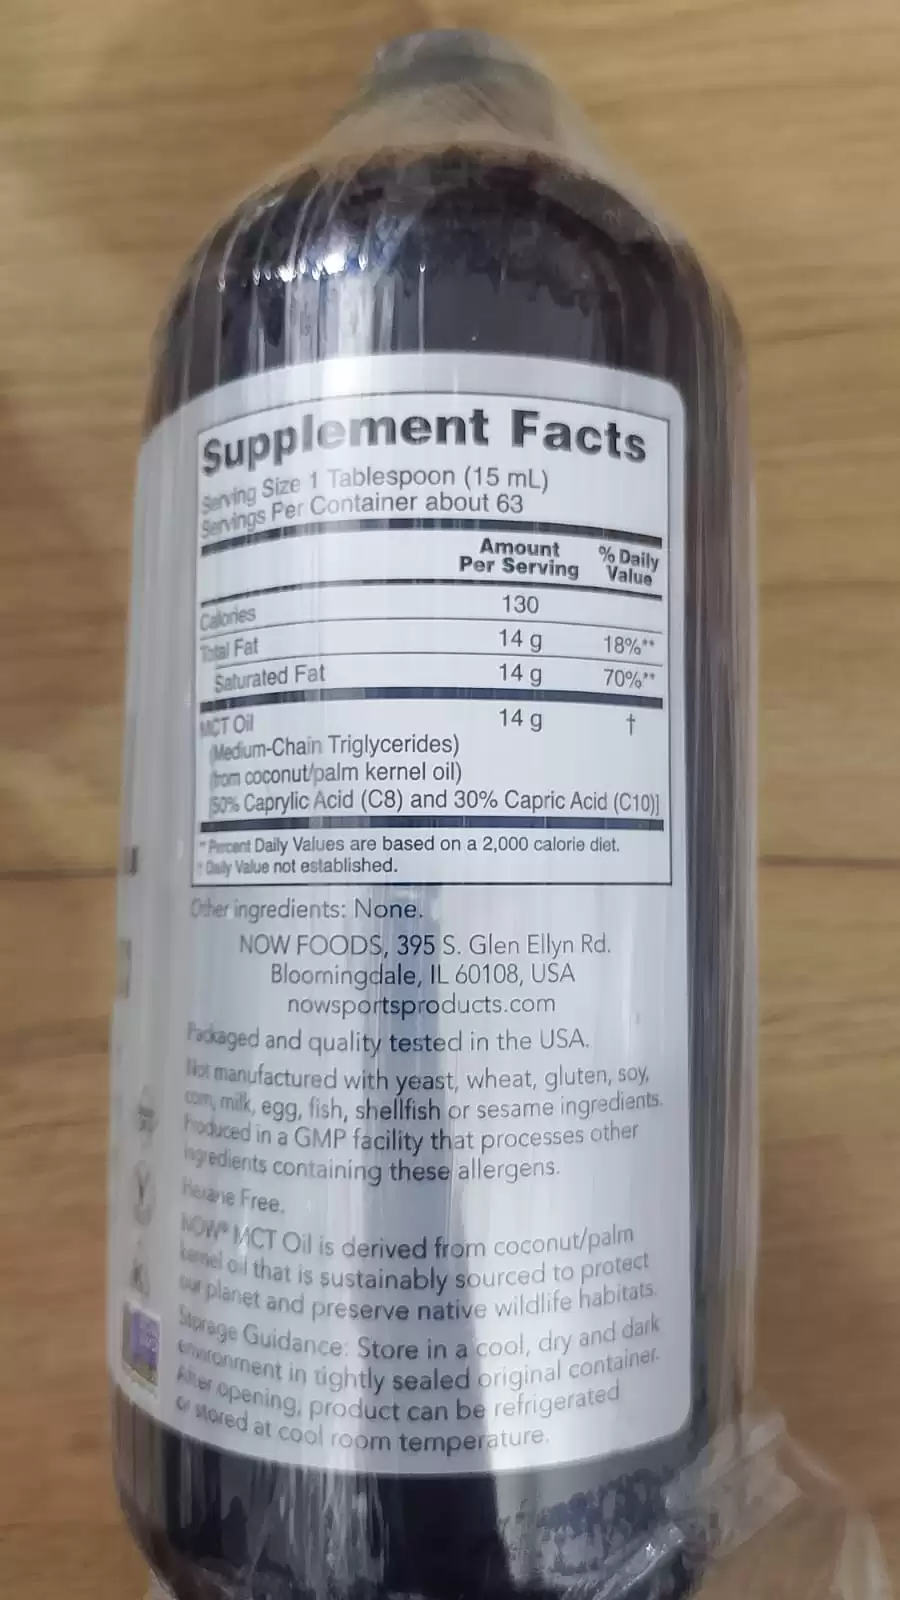 Supplement Facts
Serving Size 1 Tablespoon (15 mL)
Servings Per Container about 63
Amount Per Serving % Daily Value
Calories 130
Total Fat 14 g 18%**
Saturated Fat 14 g 70%**
MCT Oil 14 g †
(Medium-Chain Triglycerides)
(from coconut/palm kernel oil)
Caprylic Acid (C8) and 30% Capric Acid (C10)]
Percent Daily Values are based on a 2,000 calorie diet.
† Daily Value not established.
Other ingredients: None.
NOW FOODS, 395 S. Glen Ellyn Rd.
Bloomingdale, IL 60108, USA
nowsportsproducts.com
Packaged and quality tested in the USA.
Not manufactured with yeast, wheat, gluten, soy,
corn, milk, egg, fish, shellfish or sesame ingredients.
Produced in a GMP facility that processes other
ingredients containing these allergens.
Hexane Free.
NOW® MCT Oil is derived from coconut/palm
kernel oil that is sustainably sourced to protect
our planet and preserve native wildlife habitats.
Storage Guidance: Store in a cool, dry and dark
environment in tightly sealed original container.
After opening, product can be refrigerated
or stored at cool room temperature.